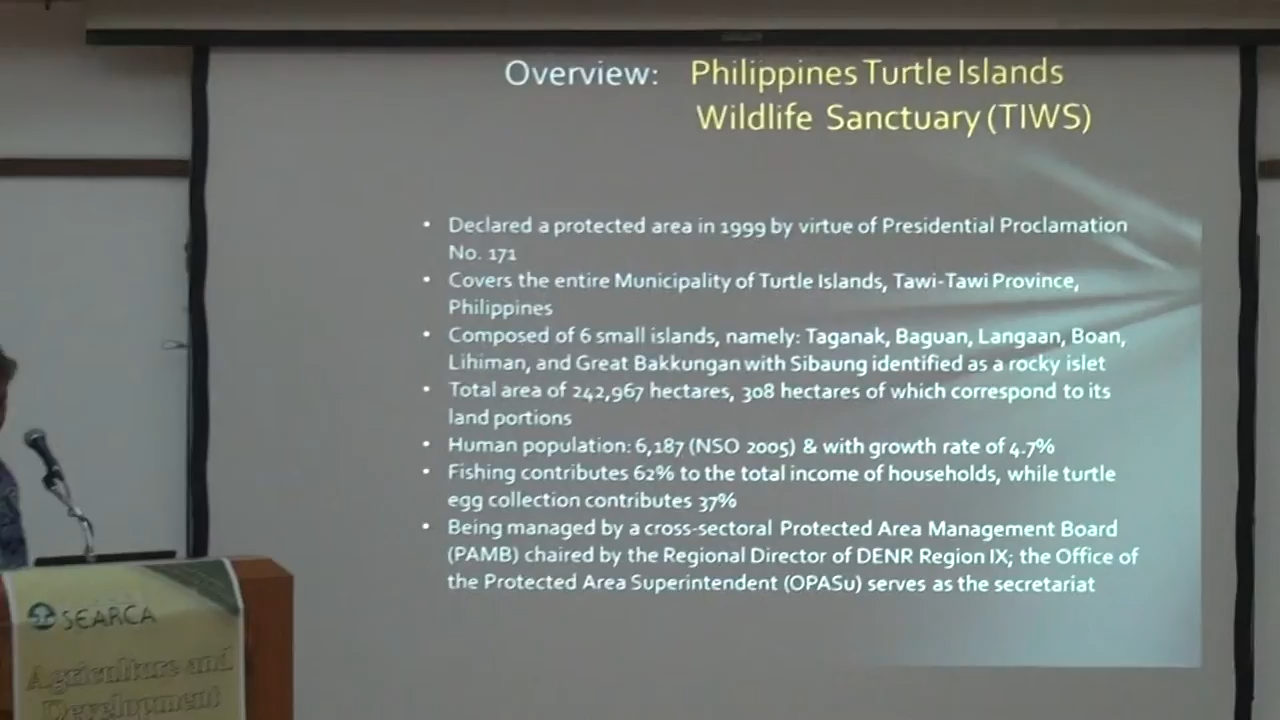 Overview: Philippines Turtle Islands
Wildlife Sanctuary (TIWS)
• Declared a protected area in 1999 by virtue of Presidential Proclamation
No. 171
• Covers the entire Municipality of Turtle Islands, Tawi-Tawi Province,
Philippines
• Composed of 6 small islands, namely: Taganak, Baguan, Langaan, Boan,
Lihiman, and Great Bakkungan with Sibaung identified as a rocky islet
• Total area of 242,967 hectares, 308 hectares of which correspond to its
land portions
• Human population: 6,187 (NSO 2005) & with growth rate of 4.7%
• Fishing contributes 62% to the total income of households, while turtle
egg collection contributes 37%
• Being managed by a cross-sectoral Protected Area Management Board
(PAMB) chaired by the Regional Director of DENR Region IX; the Office of
the Protected Area Superintendent (OPASu) serves as the secretariat
SEARCA
Agriculture and
Development